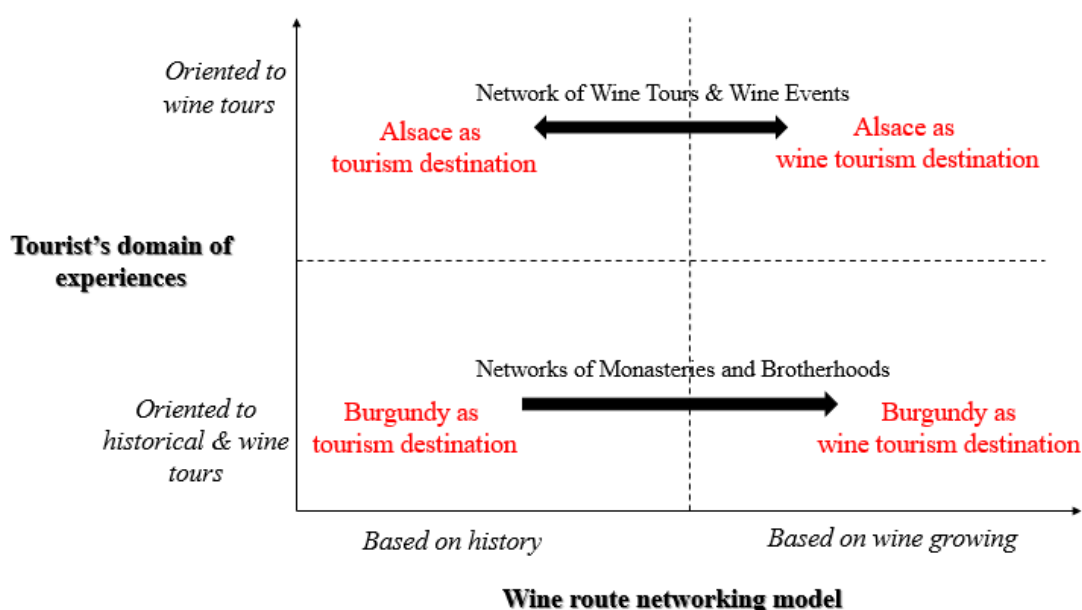 Oriented to
wine tours
Network of Wine Tours & Wine Events
Alsace as
tourism destination
Alsace as
wine tourism destination
Tourist’s domain of
experiences
Networks of Monasteries and Brotherhoods
Oriented to
historical & wine
tours
Burgundy as
tourism destination
Burgundy as
wine tourism destination
Based on history
Based on wine growing
Wine route networking model